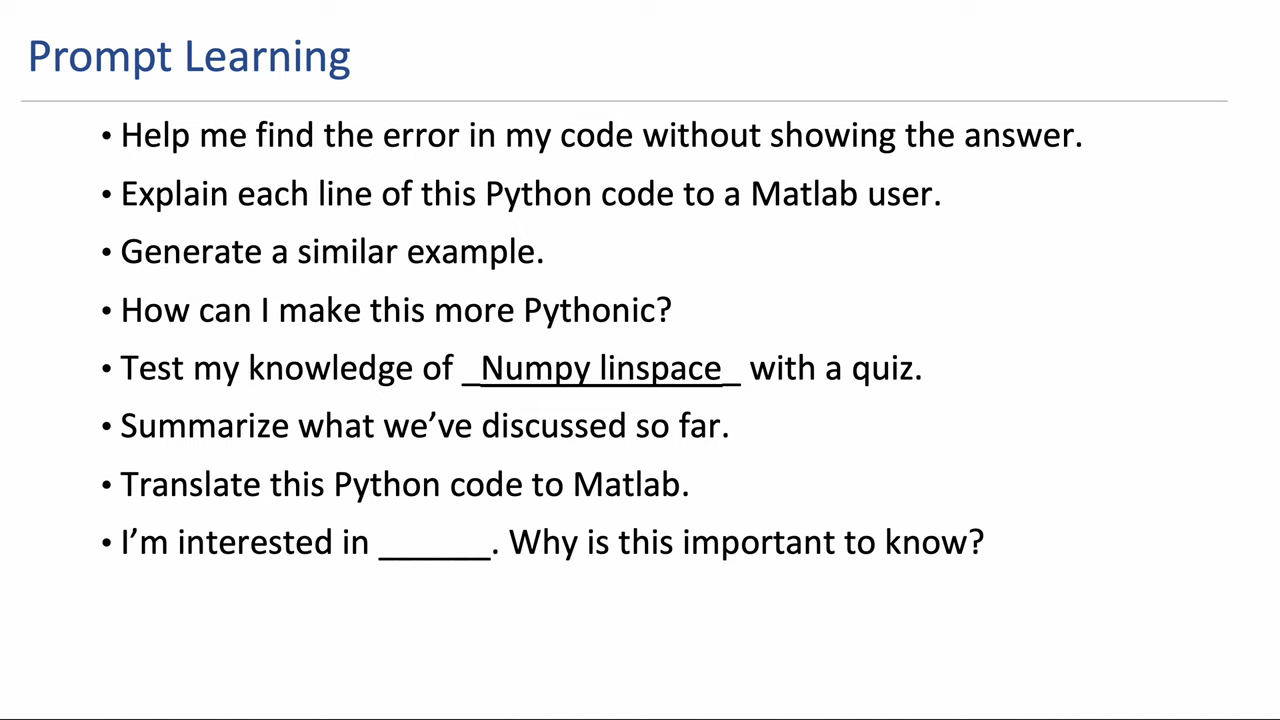 Prompt Learning
• Help me find the error in my code without showing the answer.
• Explain each line of this Python code to a Matlab user.
• Generate a similar example.
• How can I make this more Pythonic?
• Test my knowledge of _Numpy linspace_ with a quiz.
• Summarize what we’ve discussed so far.
• Translate this Python code to Matlab.
• I’m interested in ______. Why is this important to know?